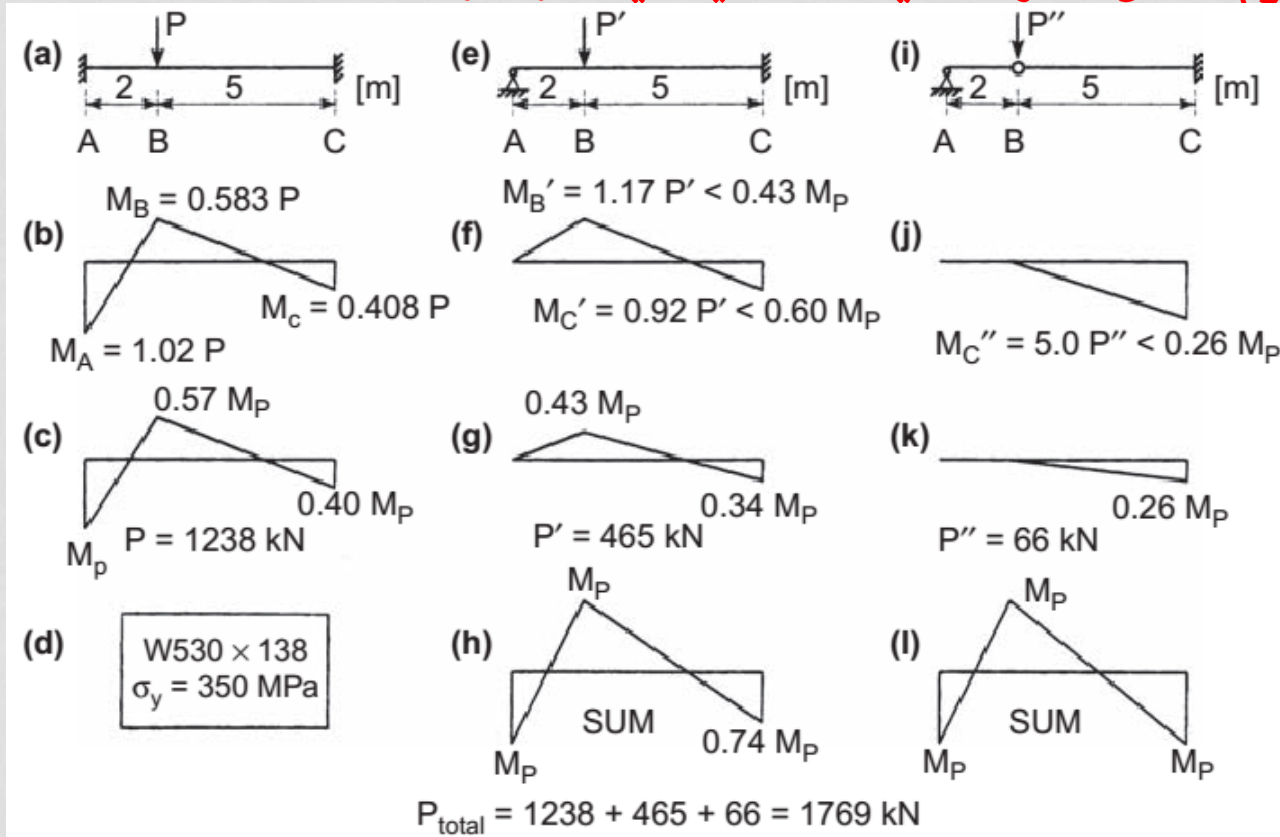 (a)
P
2
5
[m]
A
B
C
(e)
P′
2
5
[m]
A
B
C
(i)
P″
2
5
[m]
A
B
C
(b)
M_B = 0.583 P
M_c = 0.408 P
M_A = 1.02 P
(f)
M_B′ = 1.17 P′ < 0.43 M_P
M_C′ = 0.92 P′ < 0.60 M_P
(j)
M_C″ = 5.0 P″ < 0.26 M_P
(c)
0.57 M_P
0.40 M_P
M_p
P = 1238 kN
(g)
0.43 M_P
0.34 M_P
P′ = 465 kN
(k)
0.26 M_P
P″ = 66 kN
(d)
W530 × 138
σ_y = 350 MPa
(h)
M_P
SUM
0.74 M_P
M_P
(l)
M_P
SUM
M_P
M_P
P_total = 1238 + 465 + 66 = 1769 kN